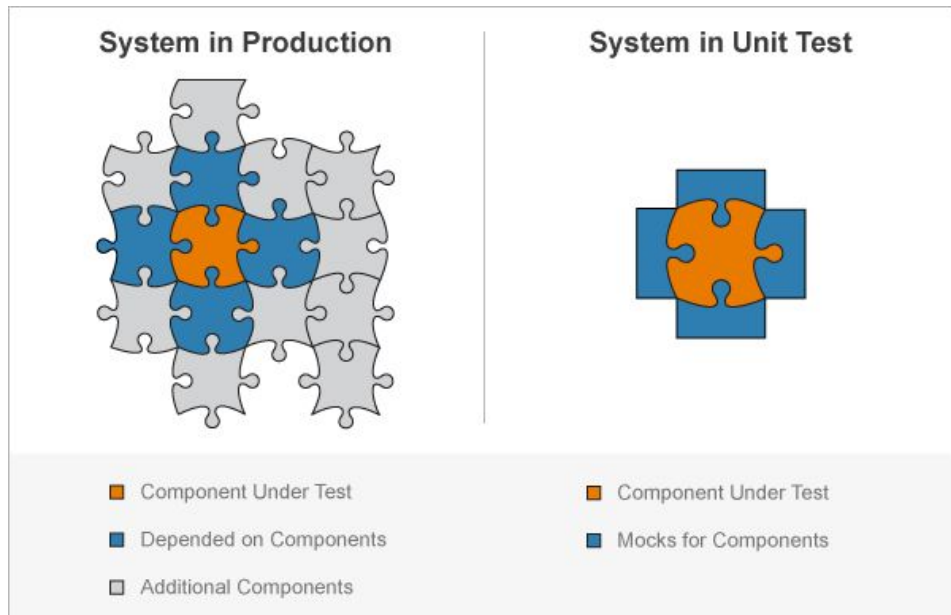 System in Production
System in Unit Test
Component Under Test
Depended on Components
Additional Components
Component Under Test
Mocks for Components